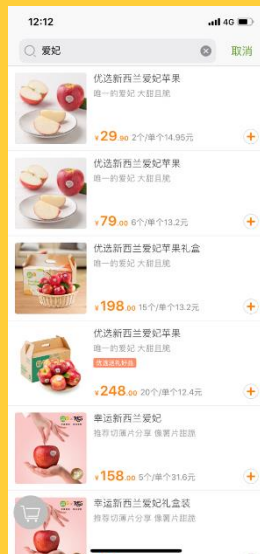 12:12
4G
爱妃
取消
优选新西兰爱妃苹果
唯一的爱妃 大甜且脆
¥29.90 2个/单个14.95元
优选新西兰爱妃苹果
唯一的爱妃 大甜且脆
¥79.00 6个/单个13.2元
优选新西兰爱妃苹果礼盒
唯一的爱妃 大甜且脆
¥198.00 15个/单个13.2元
优选新西兰爱妃苹果
唯一的爱妃 大甜且脆
¥248.00 20个/单个12.4元
幸运新西兰爱妃
推荐切薄片分享 像薯片甜脆
¥158.00 5个/单个31.6元
幸运新西兰爱妃礼盒装
推荐切薄片分享 像薯片甜脆